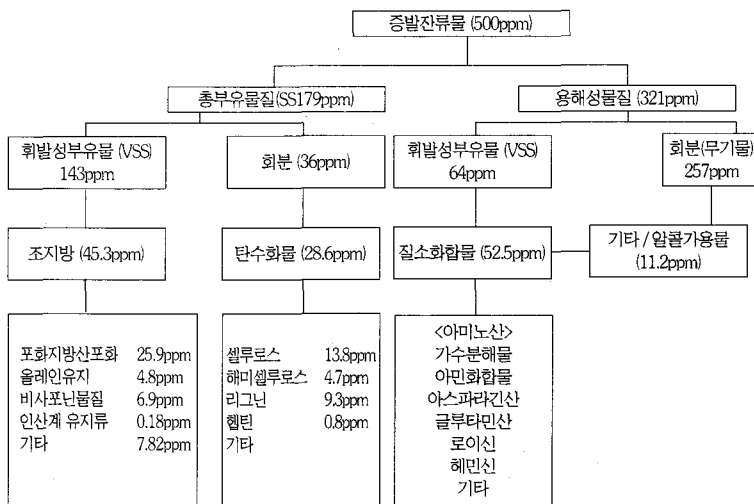 증발잔류물 (500ppm)
총부유물질(SS179ppm)
용해성물질 (321ppm)
휘발성부유물 (VSS)
143ppm
회분 (36ppm)
휘발성부유물 (VSS)
64ppm
회분(무기물)
257ppm
조지방 (45.3ppm)
탄수화물 (28.6ppm)
질소화합물 (52.5ppm)
기타 / 알콜가용물
(11.2ppm)
포화지방산포화 25.9ppm
올레인유지 4.8ppm
비사포닌물질 6.9ppm
인산계 유지류 0.18ppm
기타 7.82ppm
셀루로스 13.8ppm
해미셀루로스 4.7ppm
리그닌 9.3ppm
헵틴 0.8ppm
기타
<아미노산>
가수분해물
아민화합물
아스파라긴산
글루타민산
로이신
헤민신
기타